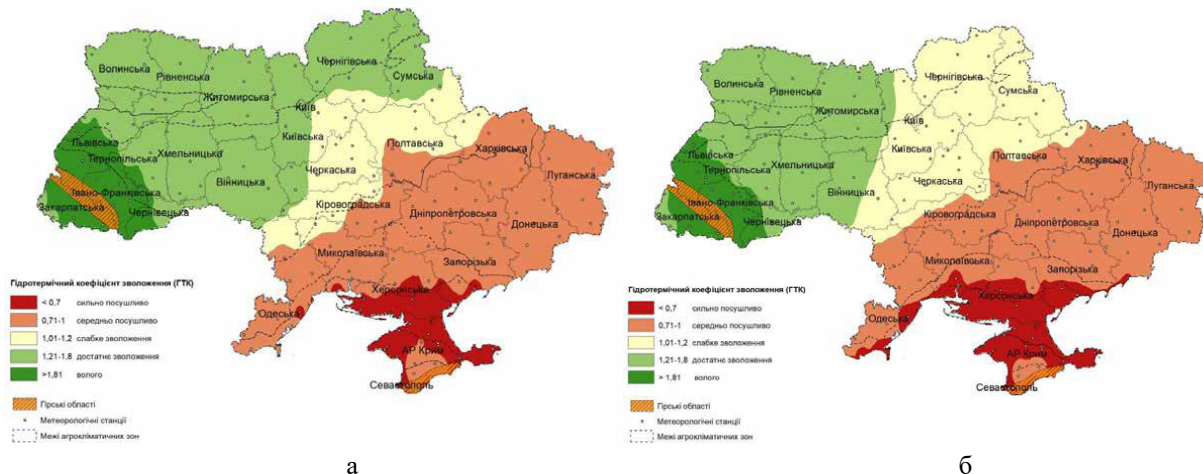 Волинська
Рівненська
Чернігівська
Сумська
Житомирська
Київ
Львівська
Київська
Полтавська
Харківська
Тернопільська
Хмельницька
Луганська
Вінницька
Черкаська
Івано-Франківська
Закарпатська
Чернівецька
Кіровоградська
Дніпропетровська
Донецька
Миколаївська
Запорізька
Херсонська
Одеська
АР Крим
Севастополь
Гідротермічний коефіцієнт зволоження (ГТК)
< 0,7 сильно посушливо
0,71-1 середньо посушливо
1,01-1,2 слабке зволоження
1,21-1,8 достатнє зволоження
>1,81 волого
Гірські області
Метеорологічні станції
Межі агрокліматичних зон
а
Волинська
Рівненська
Чернігівська
Сумська
Житомирська
Київ
Львівська
Київська
Полтавська
Харківська
Тернопільська
Хмельницька
Черкаська
Луганська
Вінницька
Івано-Франківська
Закарпатська
Чернівецька
Кіровоградська
Дніпропетровська
Донецька
Миколаївська
Запорізька
Херсонська
Одеська
АР Крим
Севастополь
Гідротермічний коефіцієнт зволоження (ГТК)
< 0,7 сильно посушливо
0,71-1 середньо посушливо
1,01-1,2 слабке зволоження
1,21-1,8 достатнє зволоження
> 1,81 волого
Гірські області
Метеорологічні станції
Межі агрокліматичних зон
б